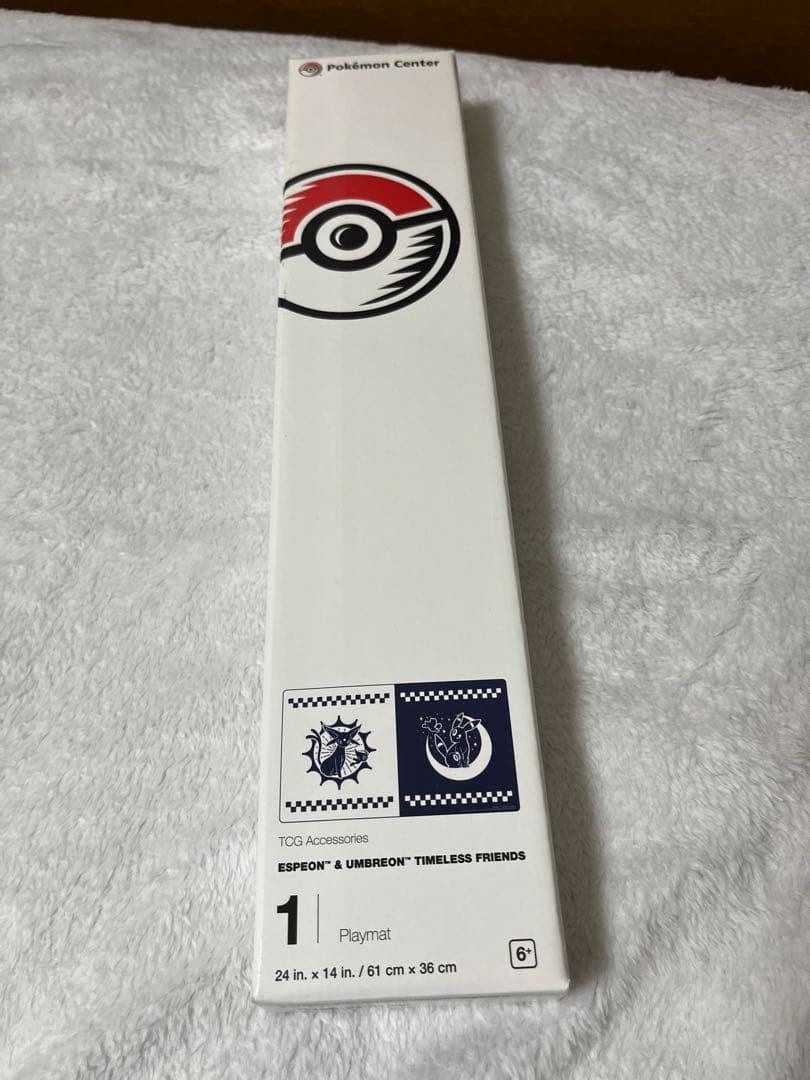 Pokémon Center
TCG Accessories
ESPEON™ & UMBREON™ TIMELESS FRIENDS
1
Playmat
24 in. x 14 in. / 61 cm x 36 cm
6+